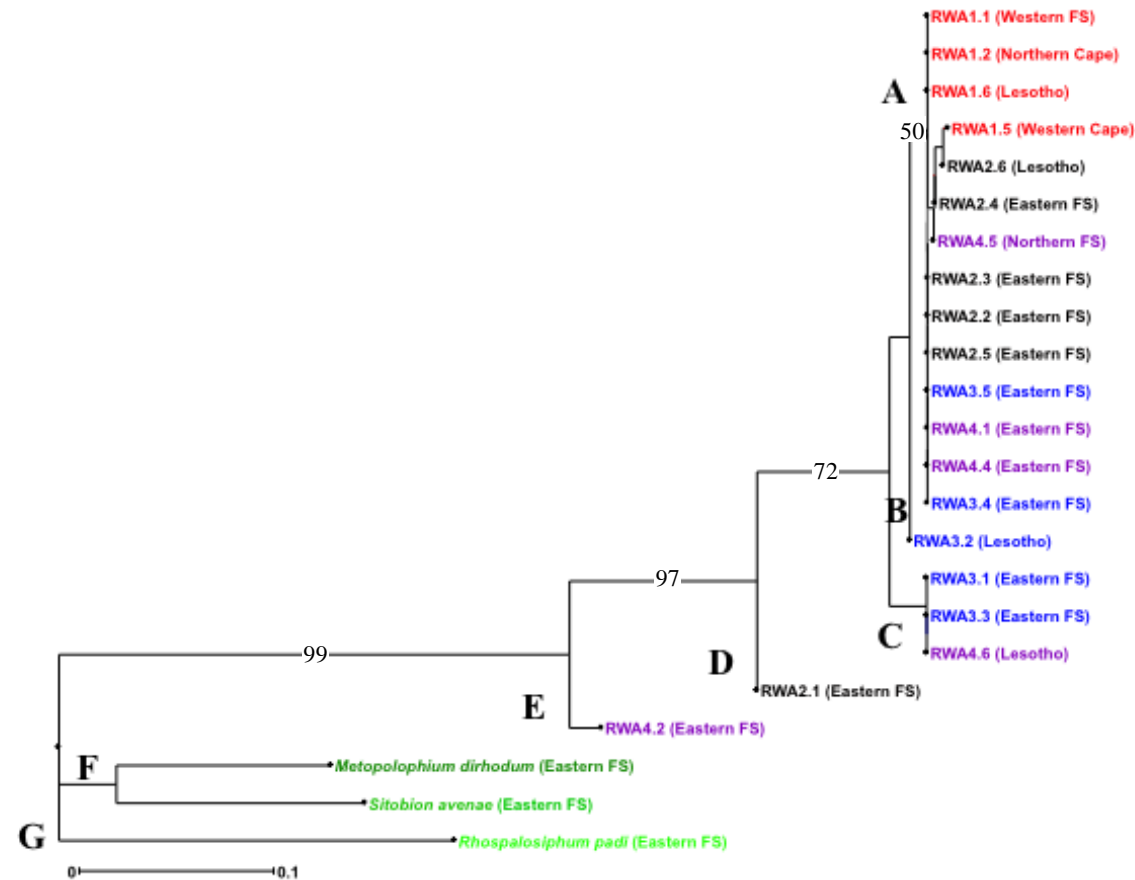 RWA1.1 (Western FS)
RWA1.2 (Northern Cape)
A
RWA1.6 (Lesotho)
50
RWA1.5 (Western Cape)
RWA2.6 (Lesotho)
RWA2.4 (Eastern FS)
RWA4.5 (Northern FS)
RWA2.3 (Eastern FS)
RWA2.2 (Eastern FS)
RWA2.5 (Eastern FS)
RWA3.5 (Eastern FS)
RWA4.1 (Eastern FS)
RWA4.4 (Eastern FS)
72
B
RWA3.4 (Eastern FS)
RWA3.2 (Lesotho)
97
RWA3.1 (Eastern FS)
RWA3.3 (Eastern FS)
C
RWA4.6 (Lesotho)
99
D
RWA2.1 (Eastern FS)
E
RWA4.2 (Eastern FS)
F
Metopolophium dirhodum (Eastern FS)
Sitobion avenae (Eastern FS)
G
Rhospalosiphum padi (Eastern FS)
0 0.1